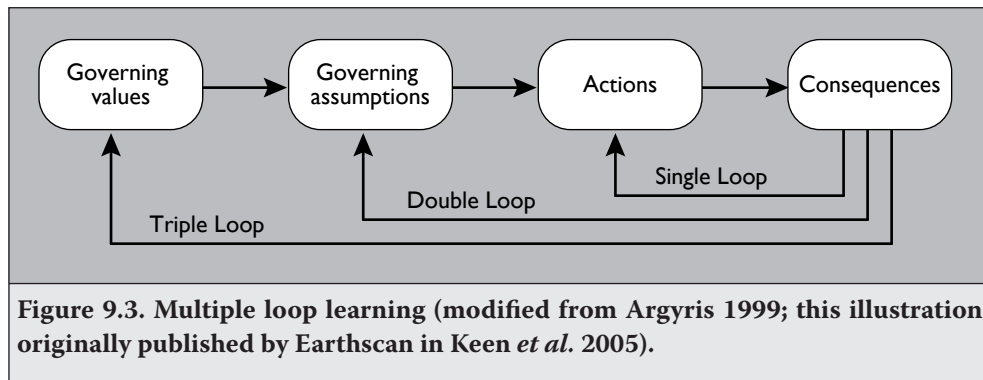 Governing
values
Governing
assumptions
Actions
Consequences
Single Loop
Double Loop
Triple Loop
Figure 9.3. Multiple loop learning (modified from Argyris 1999; this illustration
originally published by Earthscan in Keen et al. 2005).